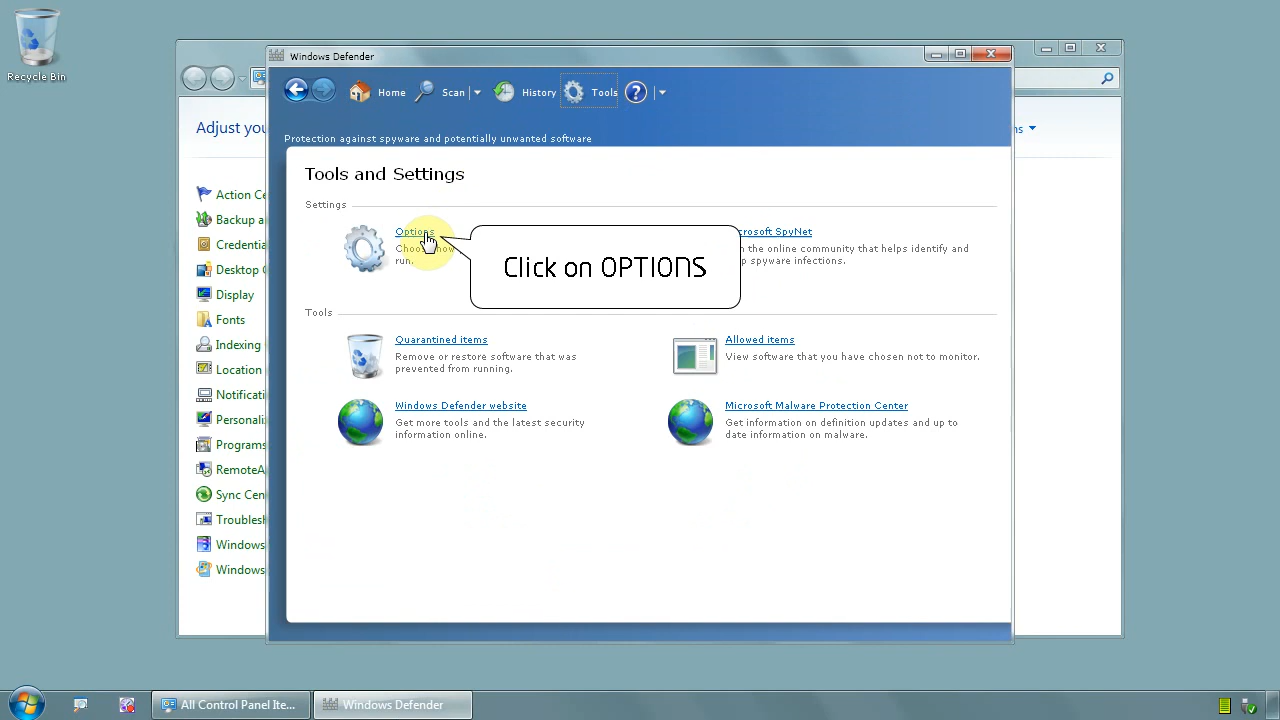 Recycle Bin
Windows Defender
Home
Scan
History
Tools
Adjust you
Protection against spyware and potentially unwanted software
Tools and Settings
Settings
Options
run.
Click on OPTIONS
crosoft SpyNet
the online community that helps identify and
spyware infections.
Tools
Quarantined items
Remove or restore software that was
prevented from running.
Allowed items
View software that you have chosen not to monitor.
Windows Defender website
Get more tools and the latest security
information online.
Microsoft Malware Protection Center
Get information on definition updates and up to
date information on malware.
Action Ce
Backup a
Credentia
Desktop
Display
Fonts
Indexing
Location
Notificati
Personali
Programs
RemoteA
Sync Cen
Troublesh
Windows
Windows
All Control Panel Ite...
Windows Defender